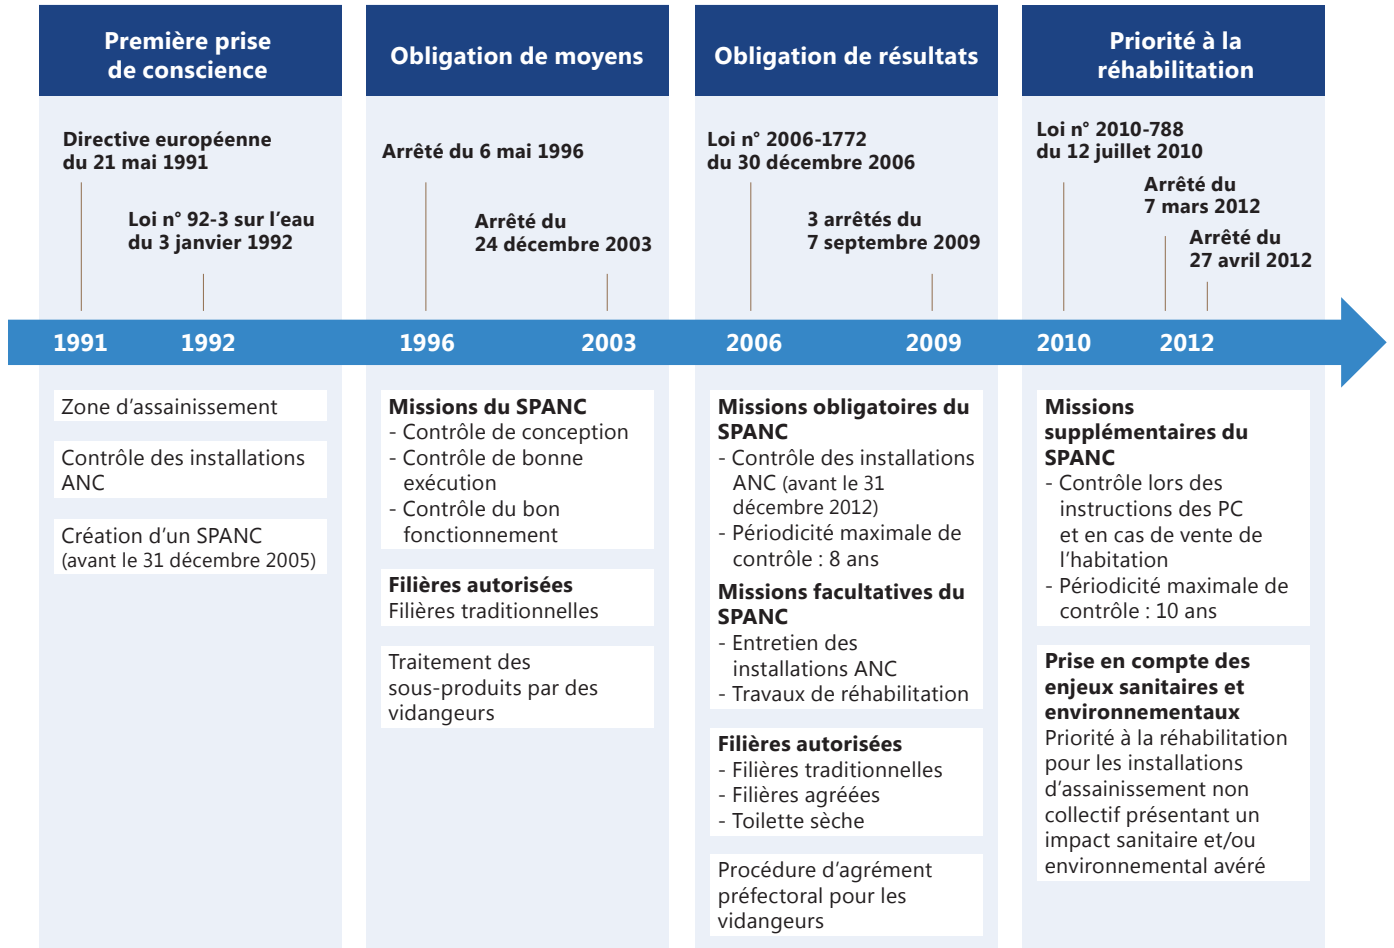 Première prise
de conscience
Directive européenne
du 21 mai 1991
Loi n° 92-3 sur l’eau
du 3 janvier 1992
1991
1992
Zone d’assainissement
Contrôle des installations
ANC
Création d’un SPANC
(avant le 31 décembre 2005)
Obligation de moyens
Arrêté du 6 mai 1996
Arrêté du
24 décembre 2003
1996
2003
Missions du SPANC
- Contrôle de conception
- Contrôle de bonne
exécution
- Contrôle du bon
fonctionnement
Filières autorisées
Filières traditionnelles
Traitement des
sous-produits par des
vidangeurs
Obligation de résultats
Loi n° 2006-1772
du 30 décembre 2006
3 arrêtés du
7 septembre 2009
2006
2009
Missions obligatoires du
SPANC
- Contrôle des installations
ANC (avant le 31
décembre 2012)
- Périodicité maximale de
contrôle : 8 ans
Missions facultatives du
SPANC
- Entretien des
installations ANC
- Travaux de réhabilitation
Filières autorisées
- Filières traditionnelles
- Filières agréées
- Toilette sèche
Procédure d’agrément
préfectoral pour les
vidangeurs
Priorité à la
réhabilitation
Loi n° 2010-788
du 12 juillet 2010
Arrêté du
7 mars 2012
Arrêté du
27 avril 2012
2010
2012
Missions
supplémentaires du
SPANC
- Contrôle lors des
instructions des PC
et en cas de vente de
l’habitation
- Périodicité maximale de
contrôle : 10 ans
Prise en compte des
enjeux sanitaires et
environnementaux
Priorité à la réhabilitation
pour les installations
d’assainissement non
collectif présentant un
impact sanitaire et/ou
environnemental avéré